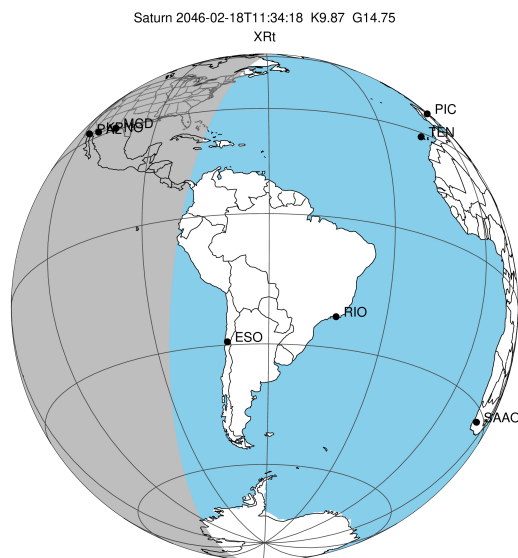 Saturn 2046-02-18T11:34:18 K9.87 G14.75
XRt
PIC
MGD
TEN
RIO
ESO
SAAO